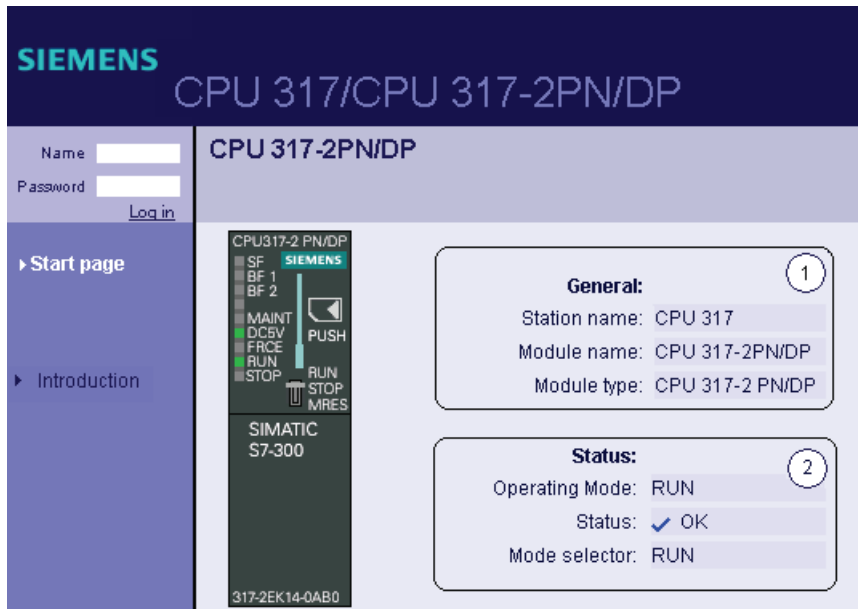 SIEMENS
CPU 317/CPU 317-2PN/DP
Name
Password
Log in
CPU 317-2PN/DP
Start page
Introduction
CPU317-2 PN/DP
SF SIEMENS
BF 1
BF 2
MAINT
DC5V PUSH
FRCE
RUN RUN
STOP STOP
MRES
SIMATIC
S7-300
317-2EK14-0AB0
1
General:
Station name: CPU 317
Module name: CPU 317-2PN/DP
Module type: CPU 317-2 PN/DP
2
Status:
Operating Mode: RUN
Status: OK
Mode selector: RUN